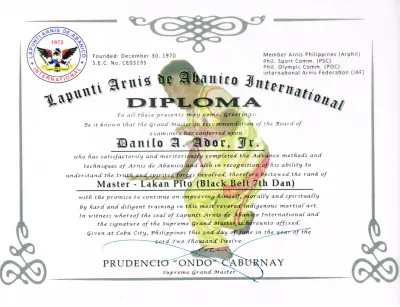 LAPUNTI ARNIS DE ABANICO
1972
INTERNATIONAL
Founded: December 30, 1970
S.E.C. No. CEO3195
Member Arnis Philippines (Arphil)
Phil. Sport Comm. (PSC)
Phil. Olympic Comm. (POC)
International Arnis Federation (IAF)
Lapunti Arnis de Abanico International
DIPLOMA
To all these presents may come, Greetings:
Be it known that the Grand Master in recommendation of the Board of
examiners has conferred upon
Danilo A. Ador, Jr.
who has satisfactorily and meritoriously completed the Advance methods and
techniques of Arnis de Abanico and also in recognition his ability to
understand the truth and spirited forces involved, is therefore bestowed the rank of
Master - Lakan Pito (Black Belt 7th Dan)
with the promise to continue on improving himself, morally and spiritually
By hard and diligent training in this most revered indigenous martial art.
In witness whereof the seal of Lapunti Arnis de Abanico International and
the signature of the Supreme Grand Master is hereunto affixed.
Given at Cebu City, Philippines this 2nd day of June in the year of the
Lord Two Thousand Twelve
PRUDENCIO "ONDO" CABURNAY
Supreme Grand Master